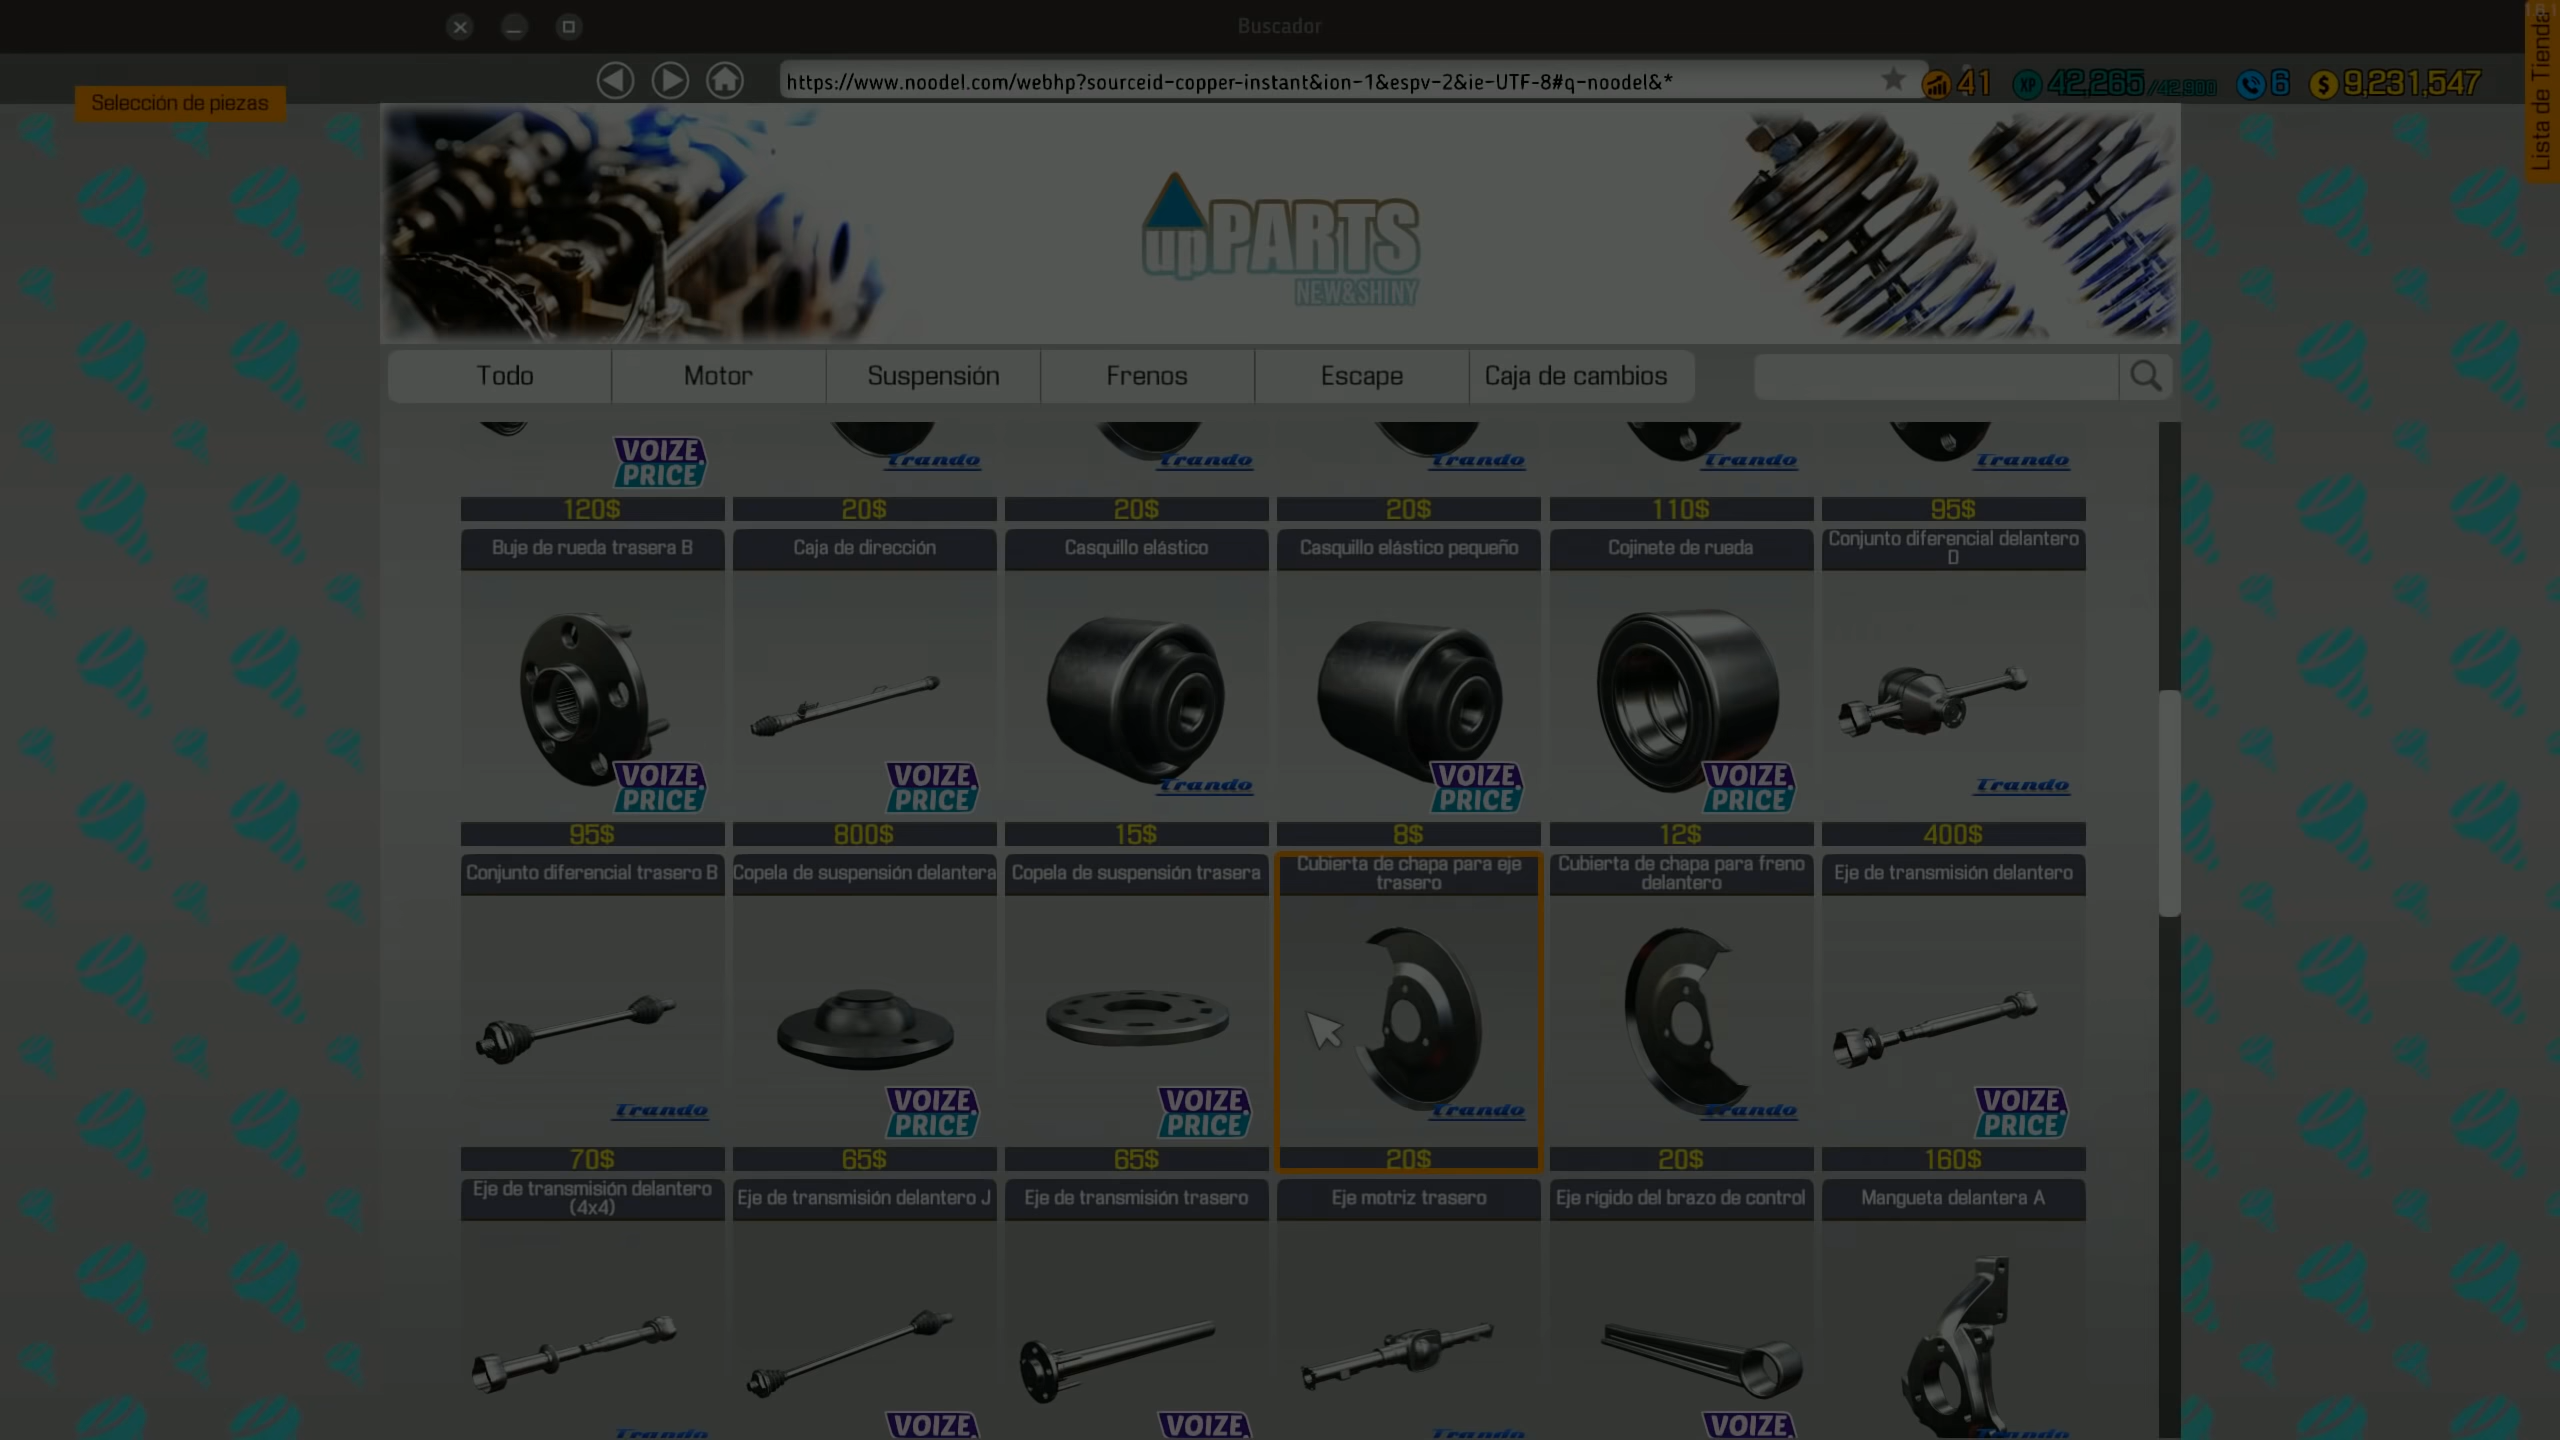 Buscador
Selección de piezas
https://www.noodel.com/webhp?sourceid-copper-instant&ion-1&espv-2&ie-UTF-8#q-noodel&*
41
XP
42,265/42,900
6
$
9,231,547
Lista de Tienda
upPARTS
NEW&SHINY
Todo
Motor
Suspensión
Frenos
Escape
Caja de cambios
VOIZE
PRICE
Trando
Trando
Trando
Trando
Trando
120$
20$
20$
20$
110$
95$
Buje de rueda trasera B
Caja de dirección
Casquillo elástico
Casquillo elástico pequeño
Cojinete de rueda
Conjunto diferencial delantero
D
VOIZE
PRICE
VOIZE
PRICE
Trando
VOIZE
PRICE
VOIZE
PRICE
Trando
95$
800$
15$
8$
12$
400$
Conjunto diferencial trasero B
Copela de suspensión delantera
Copela de suspensión trasera
Cubierta de chapa para eje
trasero
Cubierta de chapa para freno
delantero
Eje de transmisión delantero
Trando
VOIZE
PRICE
VOIZE
PRICE
Trando
Trando
VOIZE
PRICE
70$
65$
65$
20$
20$
160$
Eje de transmisión delantero
(4x4)
Eje de transmisión delantero J
Eje de transmisión trasero
Eje motriz trasero
Eje rígido del brazo de control
Mangueta delantera A
Trando
VOIZE
VOIZE
Trando
VOIZE
Trando